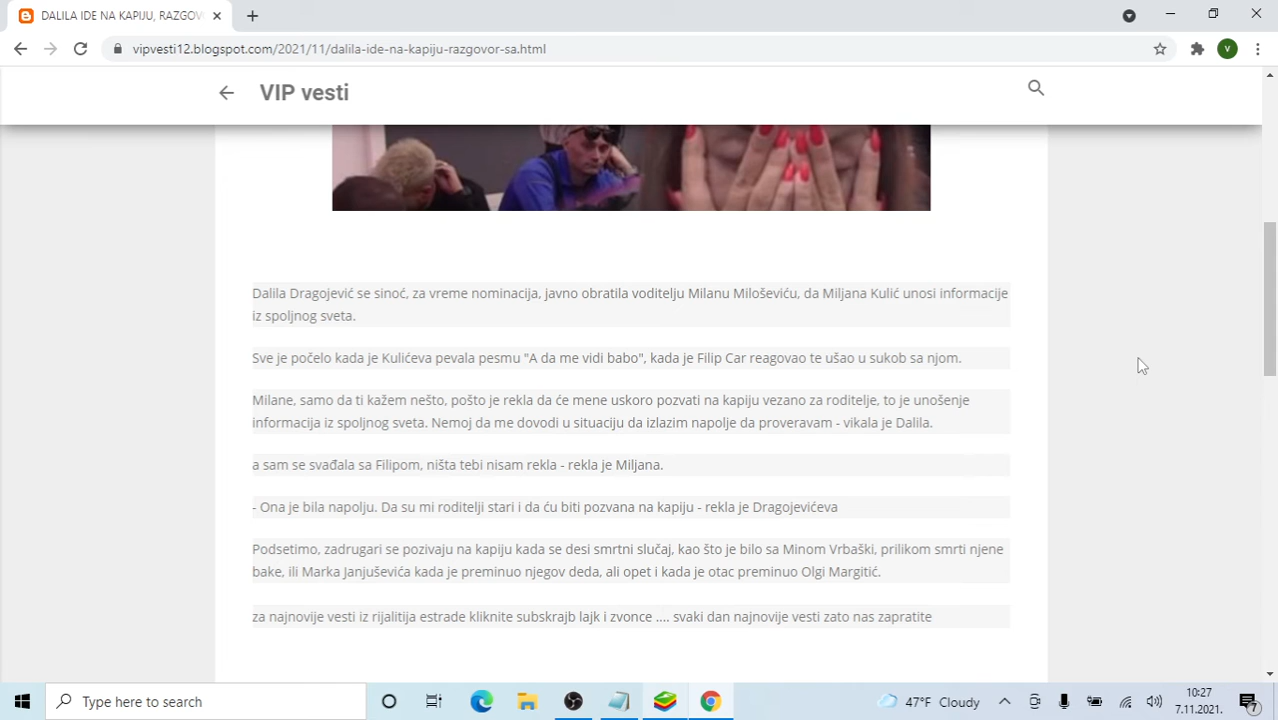 DALILA IDE NA KAPIJU, RAZGOV
vipvesti12.blogspot.com/2021/11/dalila-ide-na-kapiju-razgovor-sa.html
V
VIP vesti
Dalila Dragojević se sinoć, za vreme nominacija, javno obratila voditelju Milanu Miloševiću, da Miljana Kulić unosi informacije
iz spoljnog sveta.
Sve je počelo kada je Kulićeva pevala pesmu "A da me vidi babo", kada je Filip Car reagovao te ušao u sukob sa njom.
Milane, samo da ti kažem nešto, pošto je rekla da će mene uskoro pozvati na kapiju vezano za roditelje, to je unošenje
informacija iz spoljnog sveta. Nemoj da me dovodi u situaciju da izlazim napolje da proveravam - vikala je Dalila.
a sam se svađala sa Filipom, ništa tebi nisam rekla - rekla je Miljana.
- Ona je bila napolju. Da su mi roditelji stari i da ću biti pozvana na kapiju - rekla je Dragojevićeva
Podsetimo, zadrugari se pozivaju na kapiju kada se desi smrtni slučaj, kao što je bilo sa Minom Vrbaški, prilikom smrti njene
bake, ili Marka Janjuševića kada je preminuo njegov deda, ali opet i kada je otac preminuo Olgi Margitić.
za najnovije vesti iz rijalitija estrade kliknite subskrajb lajk i zvonce .... svaki dan najnovije vesti zato nas zapratite
Type here to search
47°F Cloudy
10:27
7.11.2021.
7